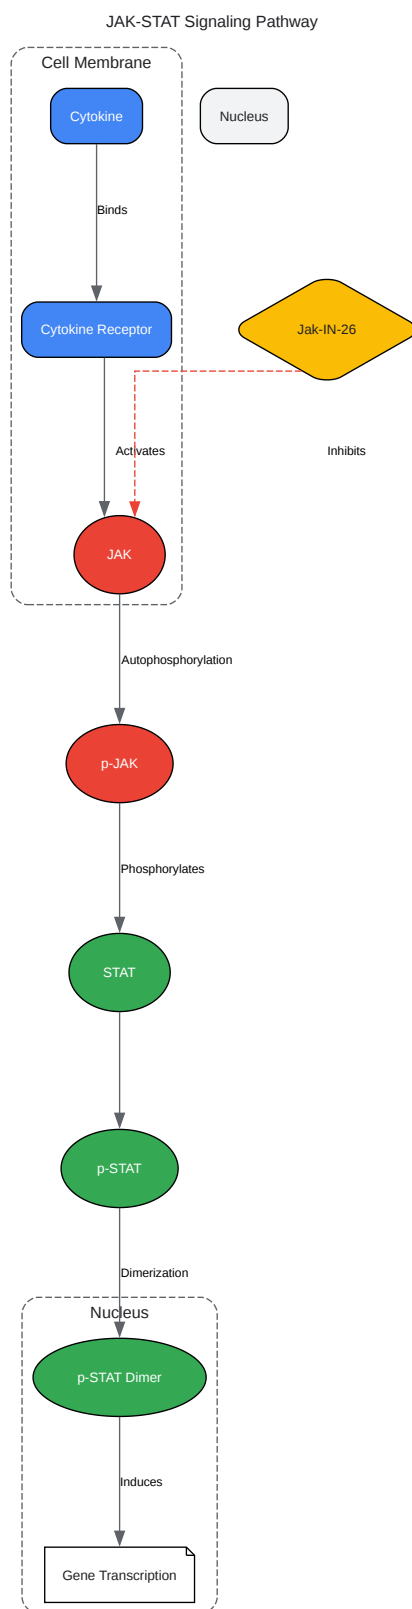 JAK-STAT Signaling Pathway
Cell Membrane
Cytokine
Nucleus
Binds
Cytokine Receptor
Jak-IN-26
Activates
Inhibits
JAK
Autophosphorylation
p-JAK
Phosphorylates
STAT
p-STAT
Dimerization
Nucleus
p-STAT Dimer
Induces
Gene Transcription